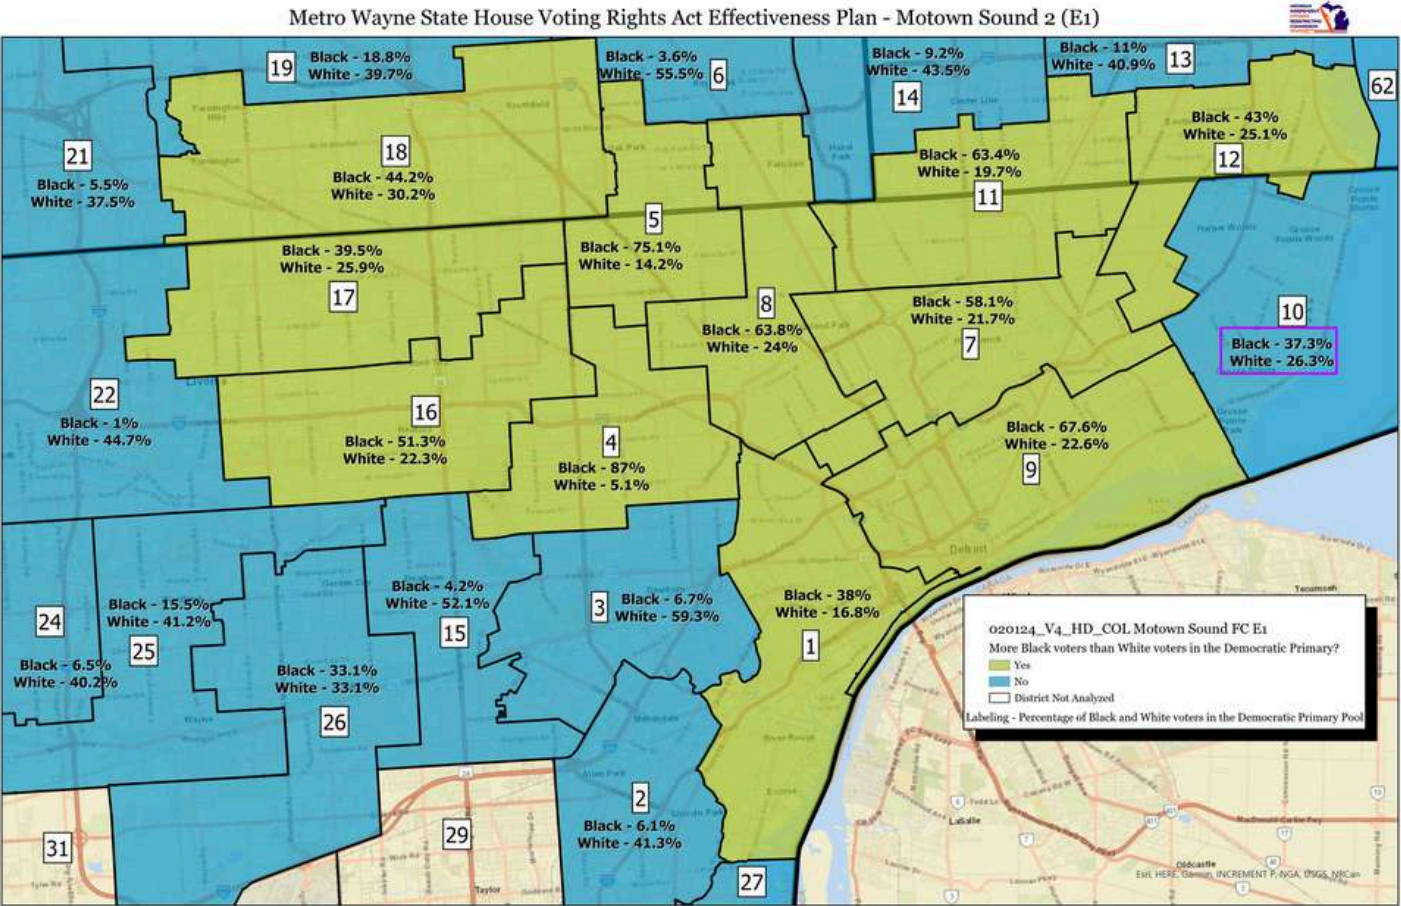 Metro Wayne State House Voting Rights Act Effectiveness Plan - Motown Sound 2 (E1)
19
Black - 18.8%
White - 39.7%
Black - 3.6%
White - 55.5%
6
Black - 9.2%
White - 43.5%
14
Black - 11%
White - 40.9%
13
62
21
Black - 5.5%
White - 37.5%
18
Black - 44.2%
White - 30.2%
Black - 63.4%
White - 19.7%
11
Black - 43%
White - 25.1%
12
5
Black - 75.1%
White - 14.2%
Black - 39.5%
White - 25.9%
17
8
Black - 63.8%
White - 24%
Black - 58.1%
White - 21.7%
7
10
Black - 37.3%
White - 26.3%
22
Black - 1%
White - 44.7%
16
Black - 51.3%
White - 22.3%
4
Black - 87%
White - 5.1%
Black - 67.6%
White - 22.6%
9
Detroit
24
Black - 6.5%
White - 40.2%
Black - 15.5%
White - 41.2%
25
Black - 33.1%
White - 33.1%
26
Black - 4.2%
White - 52.1%
15
3
Black - 6.7%
White - 59.3%
Black - 38%
White - 16.8%
1
2
Black - 6.1%
White - 41.3%
27
29
31
Taylor
Tecumseh
LaSalle
Oldcastle
020124_V4_HD_COL Motown Sound FC E1
More Black voters than White voters in the Democratic Primary?
Yes
No
District Not Analyzed
Labeling - Percentage of Black and White voters in the Democratic Primary Pool
Esri, HERE, Garmin, INCREMENT P, NGA, USGS, NRCan